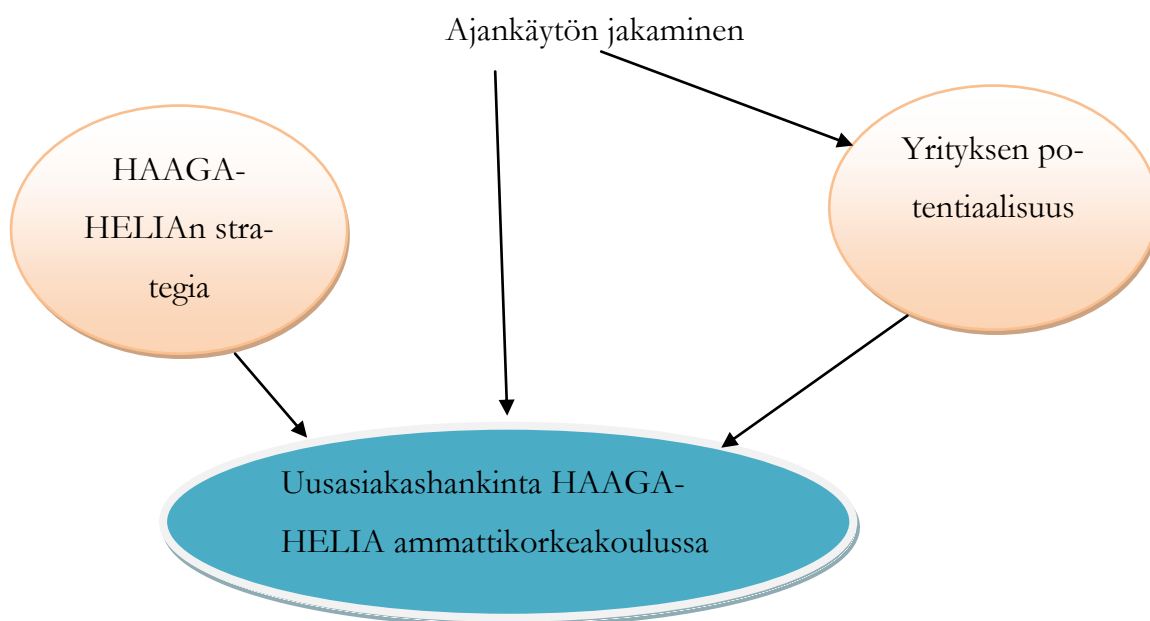 Ajankäytön jakaminen
HAAGA-
HELIAn stra-
tegia
Yrityksen po-
tentiaalisuus
Uusasiakashankinta HAAGA-
HELIA ammattikorkeakoulussa